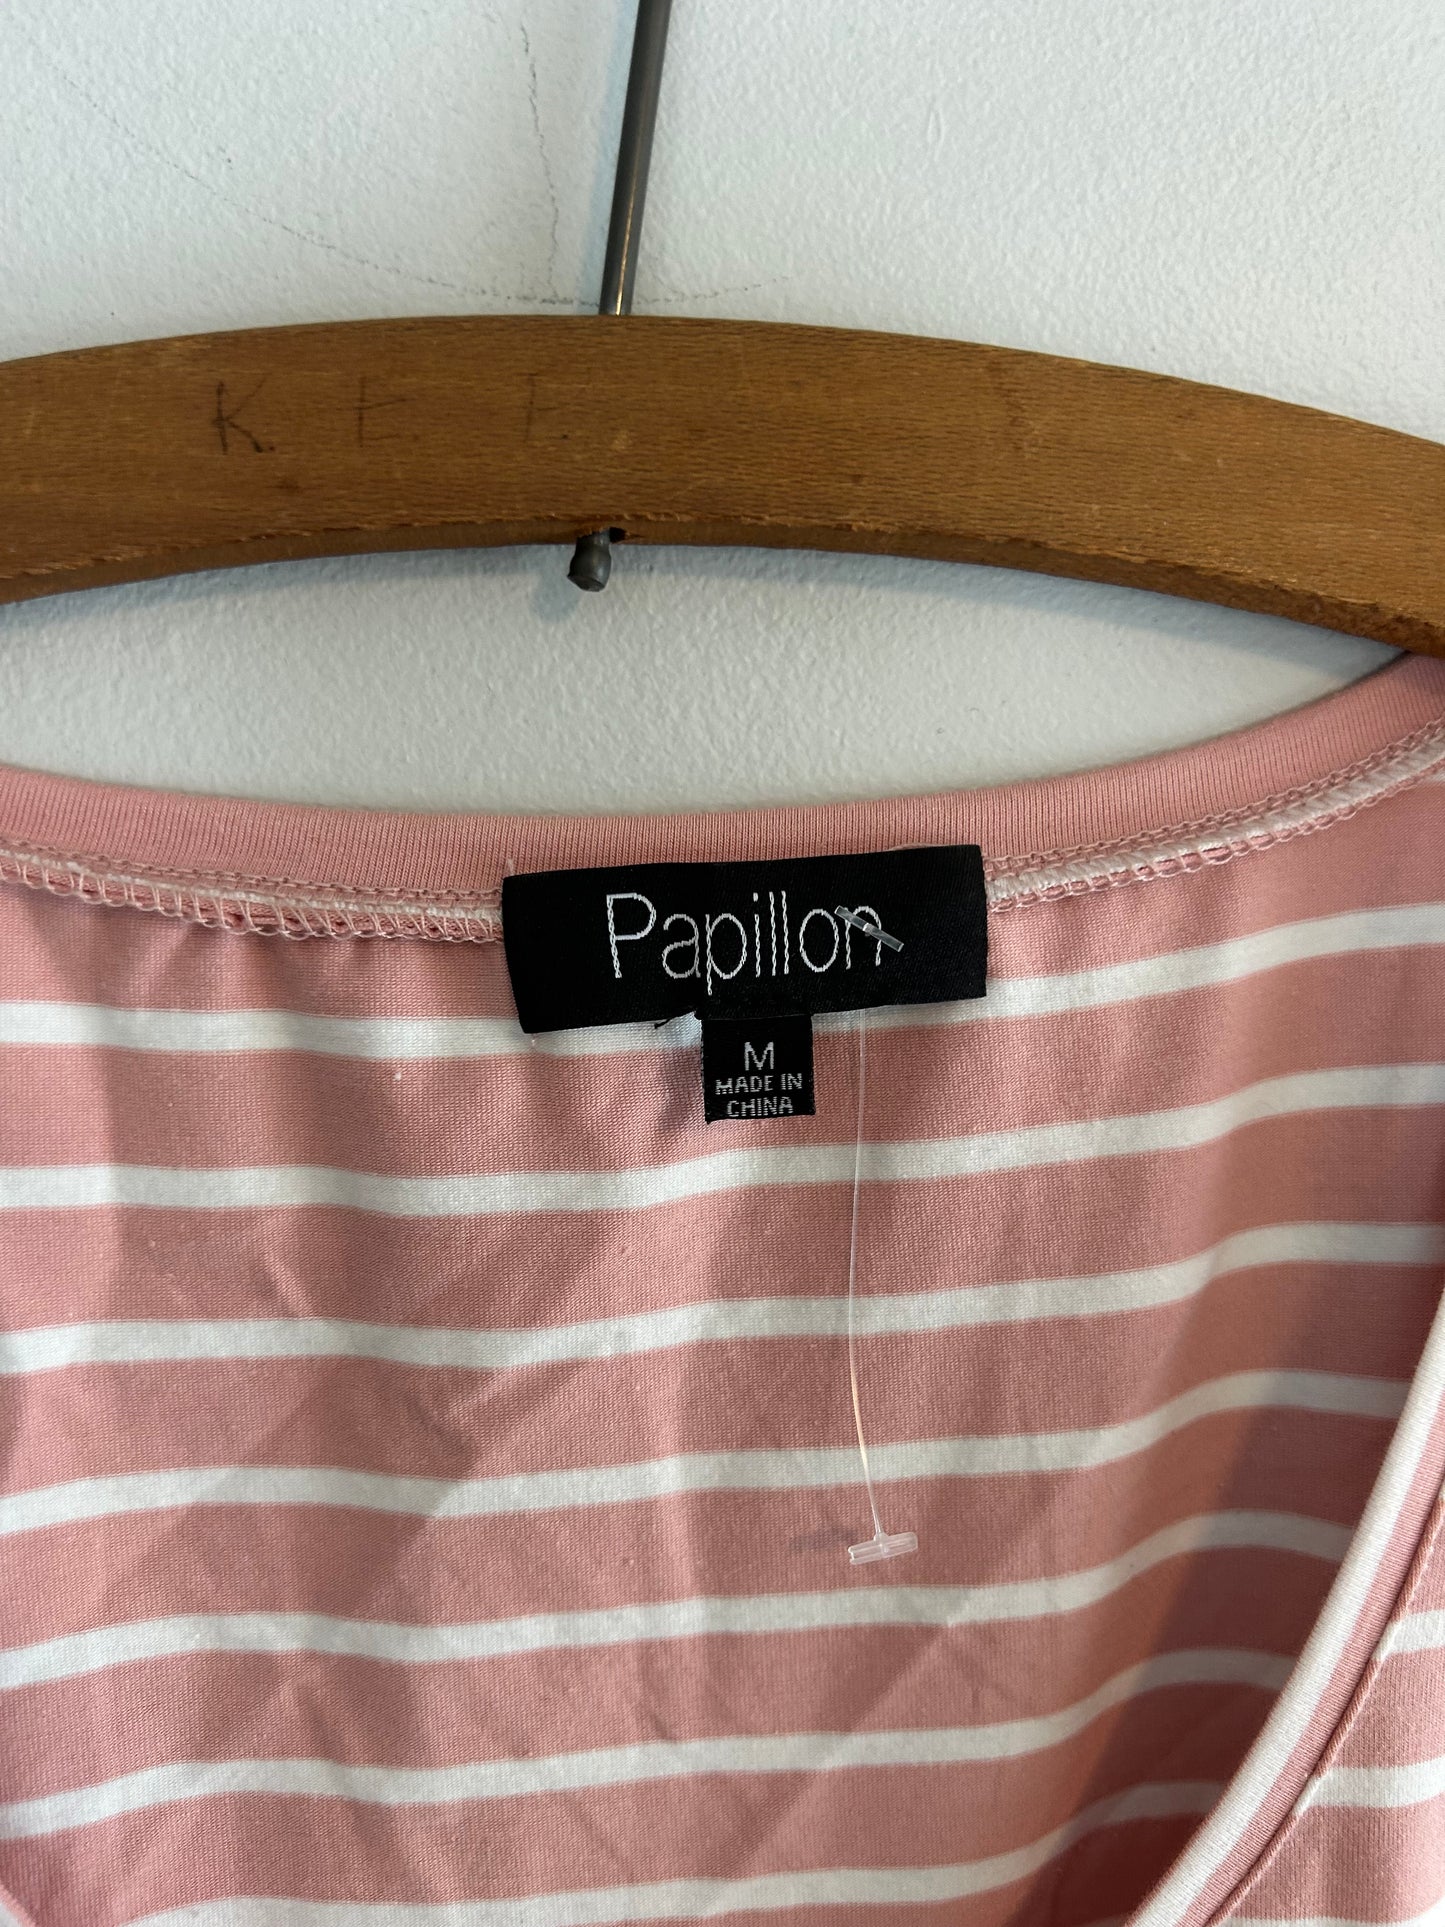 K. E F
Papillon
M
MADE IN
CHINA